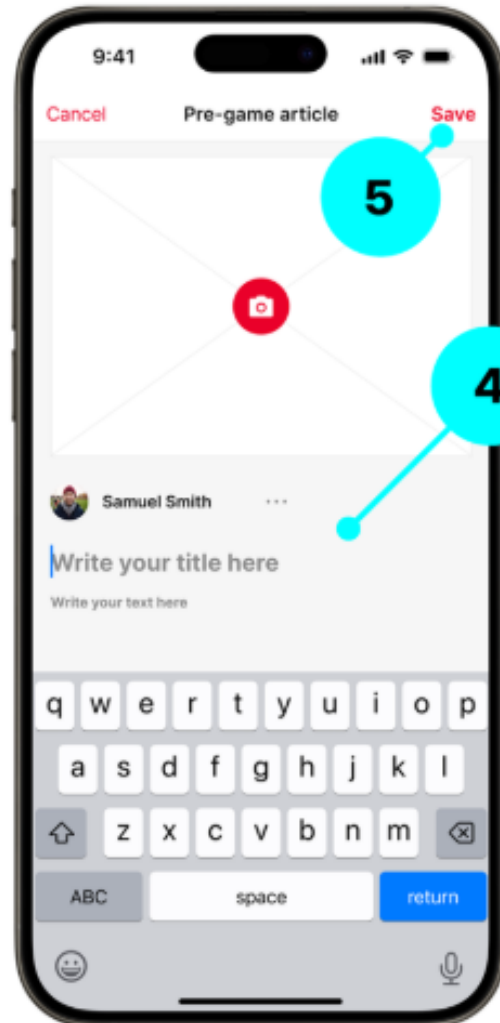 9:41
Cancel Pre-game article Save
5
4
Samuel Smith ...
Write your title here
Write your text here
q w e r t y u i o p
a s d f g h j k l
z x c v b n m
ABC space return